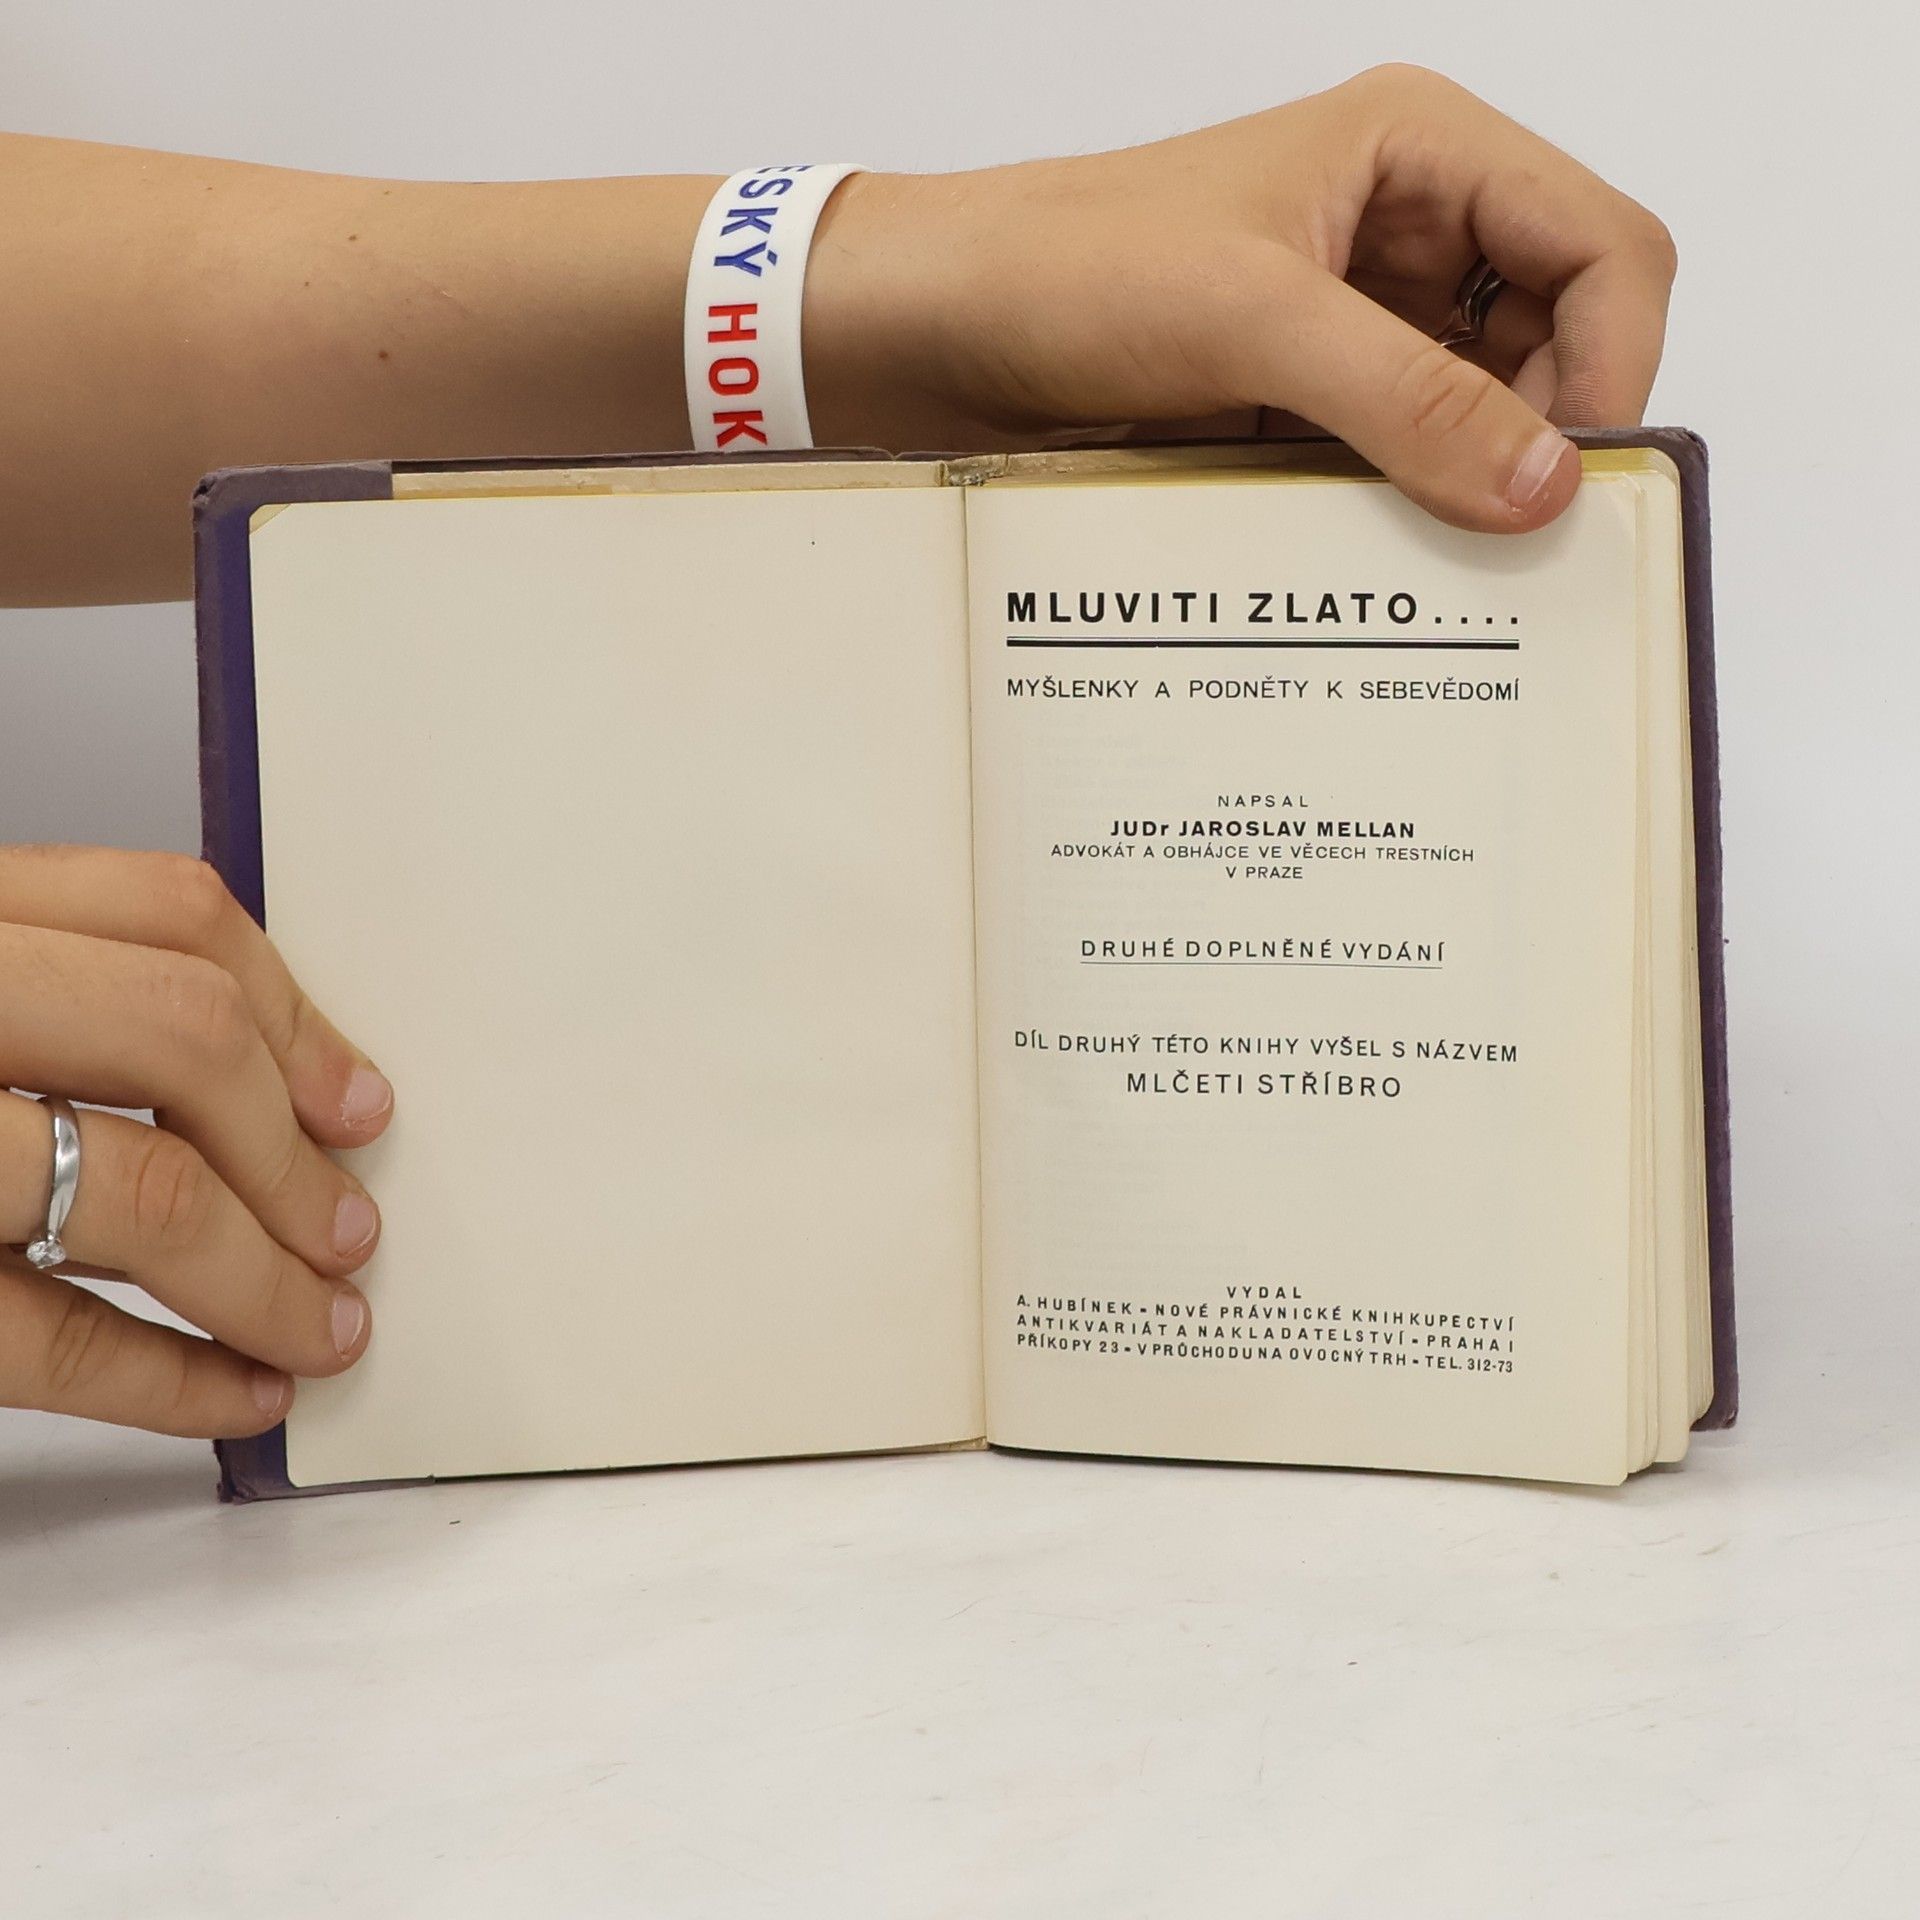 ESKÝ HOK
MLUVITI ZLATO....
MYŠLENKY A PODNĚTY K SEBEVĚDOMÍ
NAPSAL
JUDr JAROSLAV MELLAN
ADVOKÁT A OBHÁJCE VE VĚCECH TRESTNÍCH
V PRAZE
DRUHÉ DOPLNĚNÉ VYDÁNÍ
DÍL DRUHÝ TÉTO KNIHY VYŠEL S NÁZVEM
MLČETI STŘÍBRO
VYDAL
A. HUBÍNEK - NOVÉ PRÁVNICKÉ KNIHKUPECTVÍ
ANTIKVARIÁT A NAKLADATELSTVÍ - PRAHA I
PŘÍKOPY 23 - V PRŮCHODU NA OVOCNÝ TRH - TEL. 312-73